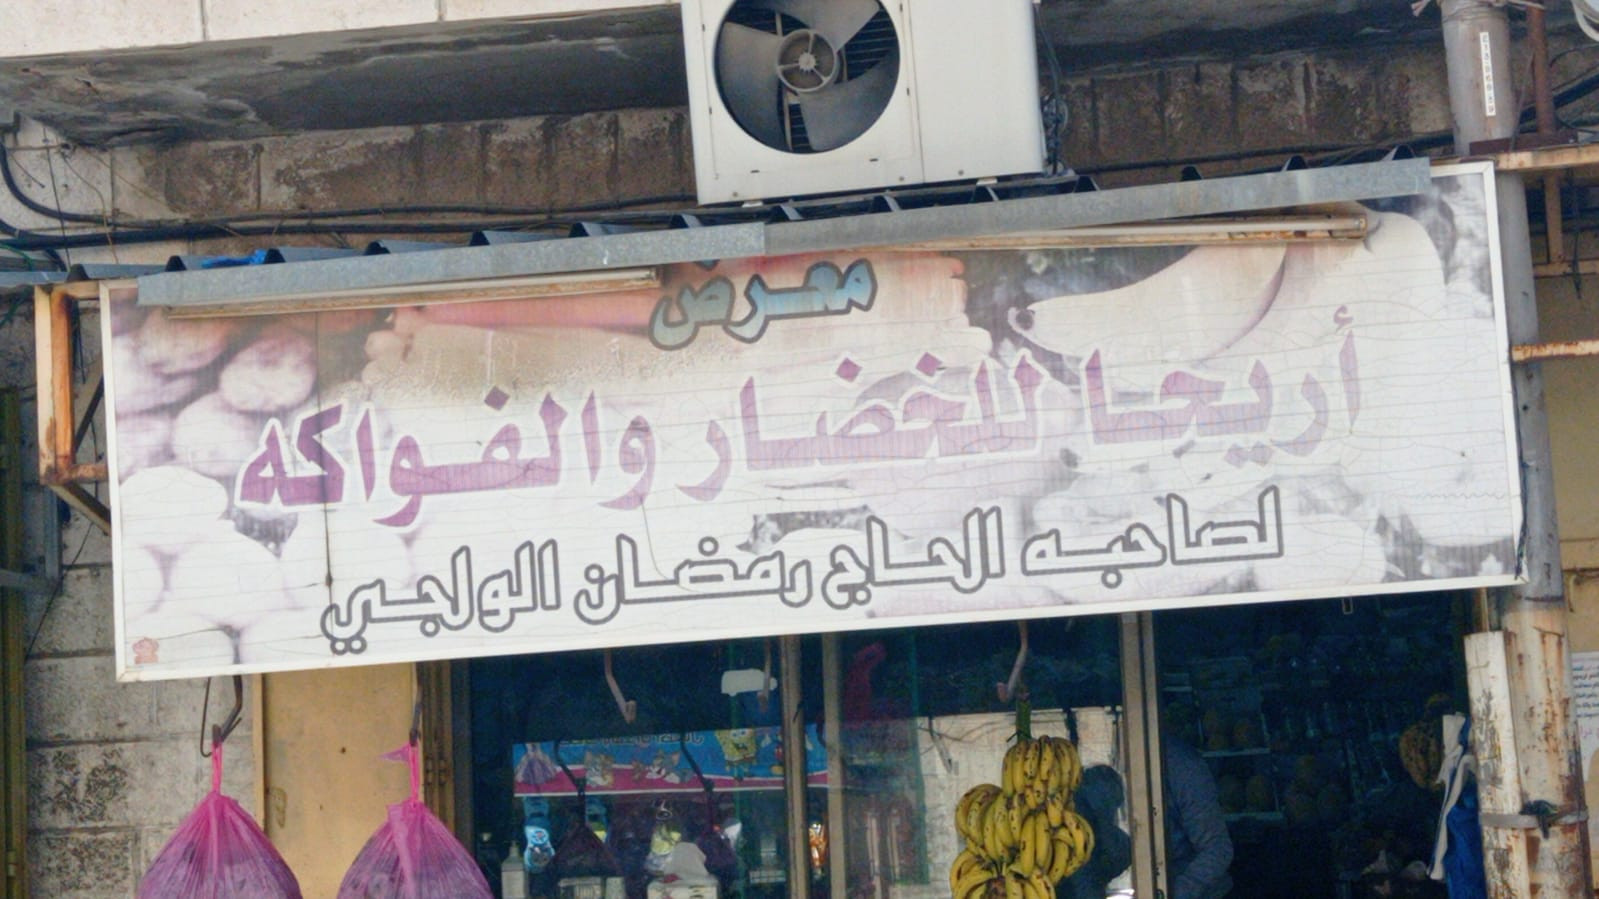 معرض
أريحا للخضار والفواكه
لصاحبه الحاج رمضان الولجي